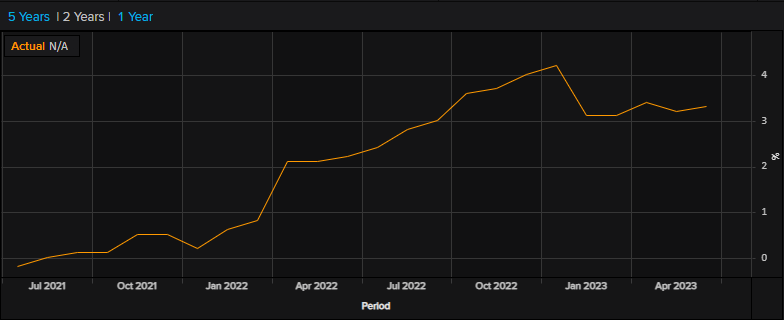 5 Years | 2 Years | 1 Year
Actual N/A
4
3
2
1
0
%
Jul 2021 Oct 2021 Jan 2022 Apr 2022 Jul 2022 Oct 2022 Jan 2023 Apr 2023
Period